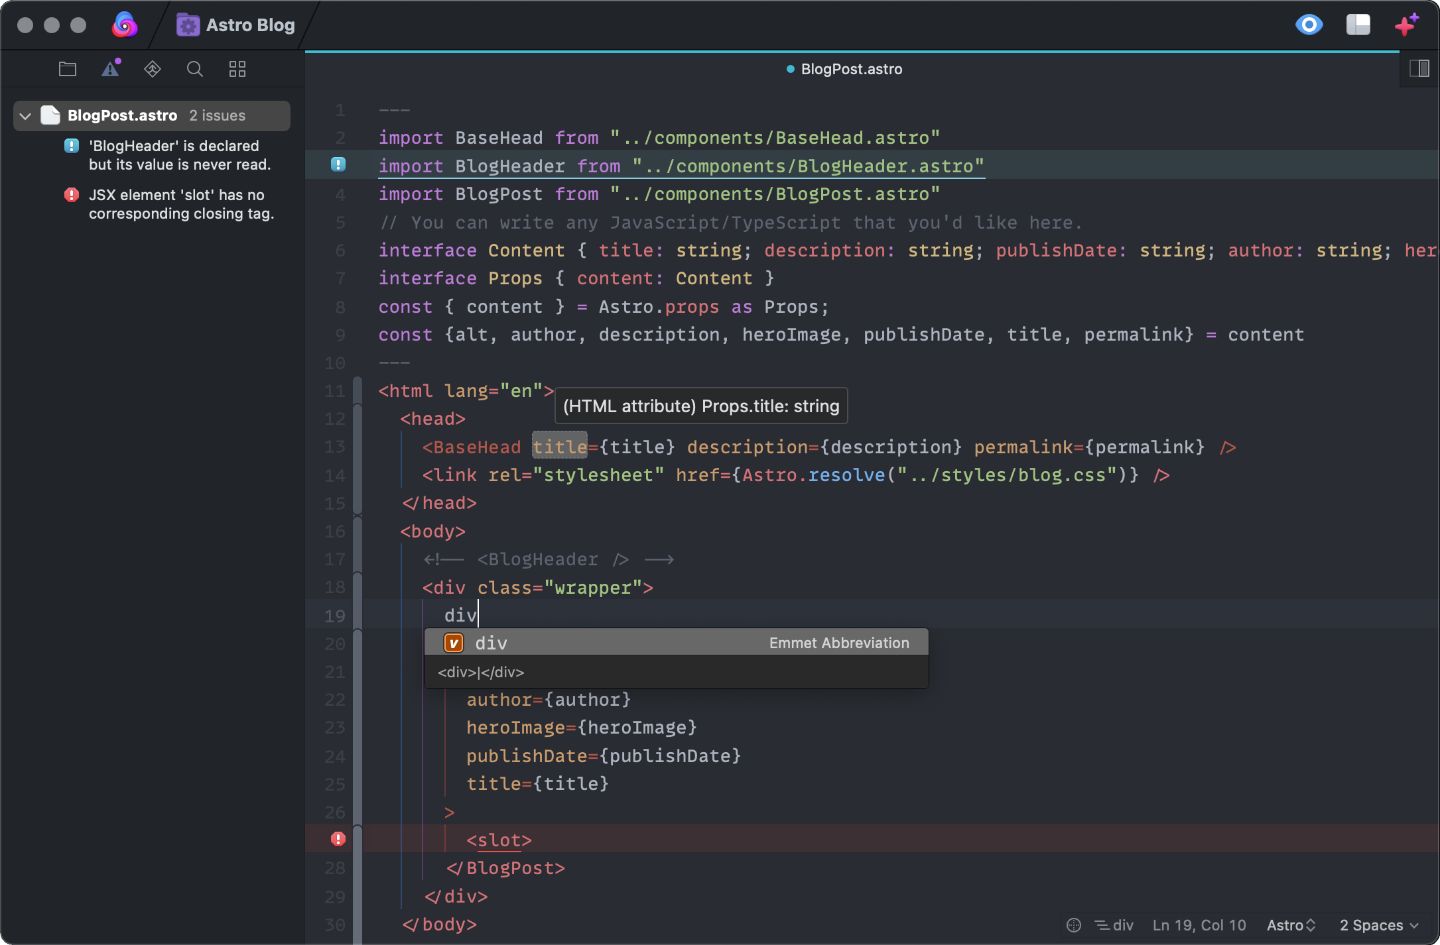 Astro Blog
BlogPost.astro
BlogPost.astro 2 issues
'BlogHeader' is declared
but its value is never read.
JSX element 'slot' has no
corresponding closing tag.
1 ---
2 import BaseHead from "../components/BaseHead.astro"
import BlogHeader from "../components/BlogHeader.astro"
4 import BlogPost from "../components/BlogPost.astro"
5 // You can write any JavaScript/TypeScript that you'd like here.
6 interface Content { title: string; description: string; publishDate: string; author: string; her
7 interface Props { content: Content }
8 const { content } = Astro.props as Props;
9 const {alt, author, description, heroImage, publishDate, title, permalink} = content
10 ---
11 <html lang="en">
(HTML attribute) Props.title: string
12 <head>
13 <BaseHead title={title} description={description} permalink={permalink} />
14 <link rel="stylesheet" href={Astro.resolve("../styles/blog.css")} />
15 </head>
16 <body>
17 <!-- <BlogHeader /> -->
18 <div class="wrapper">
19 div
20 div Emmet Abbreviation
21 <div>|</div>
22 author={author}
23 heroImage={heroImage}
24 publishDate={publishDate}
25 title={title}
26 >
<slot>
28 </BlogPost>
29 </div>
30 </body>
div Ln 19, Col 10 Astro 2 Spaces